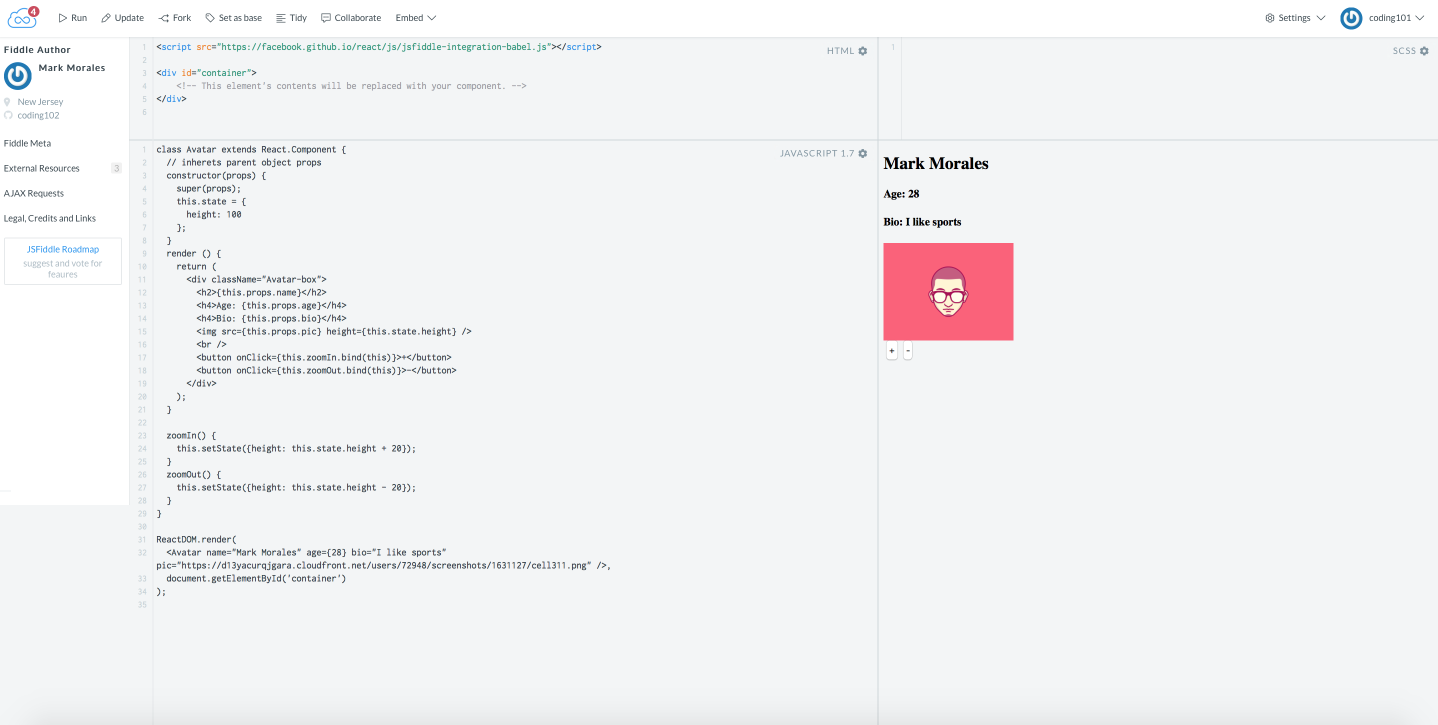 4
Run
Update
Fork
Set as base
Tidy
Collaborate
Embed
Settings
coding101
Fiddle Author
Mark Morales
New Jersey
coding102
Fiddle Meta
External Resources 3
AJAX Requests
Legal, Credits and Links
JSFiddle Roadmap
suggest and vote for
feaures
HTML
1 <script src="https://facebook.github.io/react/js/jsfiddle-integration-babel.js"></script>
2
3 <div id="container">
4     <!-- This element's contents will be replaced with your component. -->
5 </div>
6
SCSS
1
JAVASCRIPT 1.7
1 class Avatar extends React.Component {
2   // inherets parent object props
3   constructor(props) {
4     super(props);
5     this.state = {
6       height: 100
7     };
8   }
9   render () {
10     return (
11       <div className="Avatar-box">
12         <h2>{this.props.name}</h2>
13         <h4>Age: {this.props.age}</h4>
14         <h4>Bio: {this.props.bio}</h4>
15         <img src={this.props.pic} height={this.state.height} />
16         <br />
17         <button onClick={this.zoomIn.bind(this)}>+</button>
18         <button onClick={this.zoomOut.bind(this)}>-</button>
19       </div>
20     );
21   }
22
23   zoomIn() {
24     this.setState({height: this.state.height + 20});
25   }
26   zoomOut() {
27     this.setState({height: this.state.height - 20});
28   }
29 }
30
31 ReactDOM.render(
32   <Avatar name="Mark Morales" age={28} bio="I like sports"
pic="https://d13yacurqjgara.cloudfront.net/users/72948/screenshots/1631127/cell311.png" />,
33   document.getElementById('container')
34 );
35
Mark Morales
Age: 28
Bio: I like sports
+ -